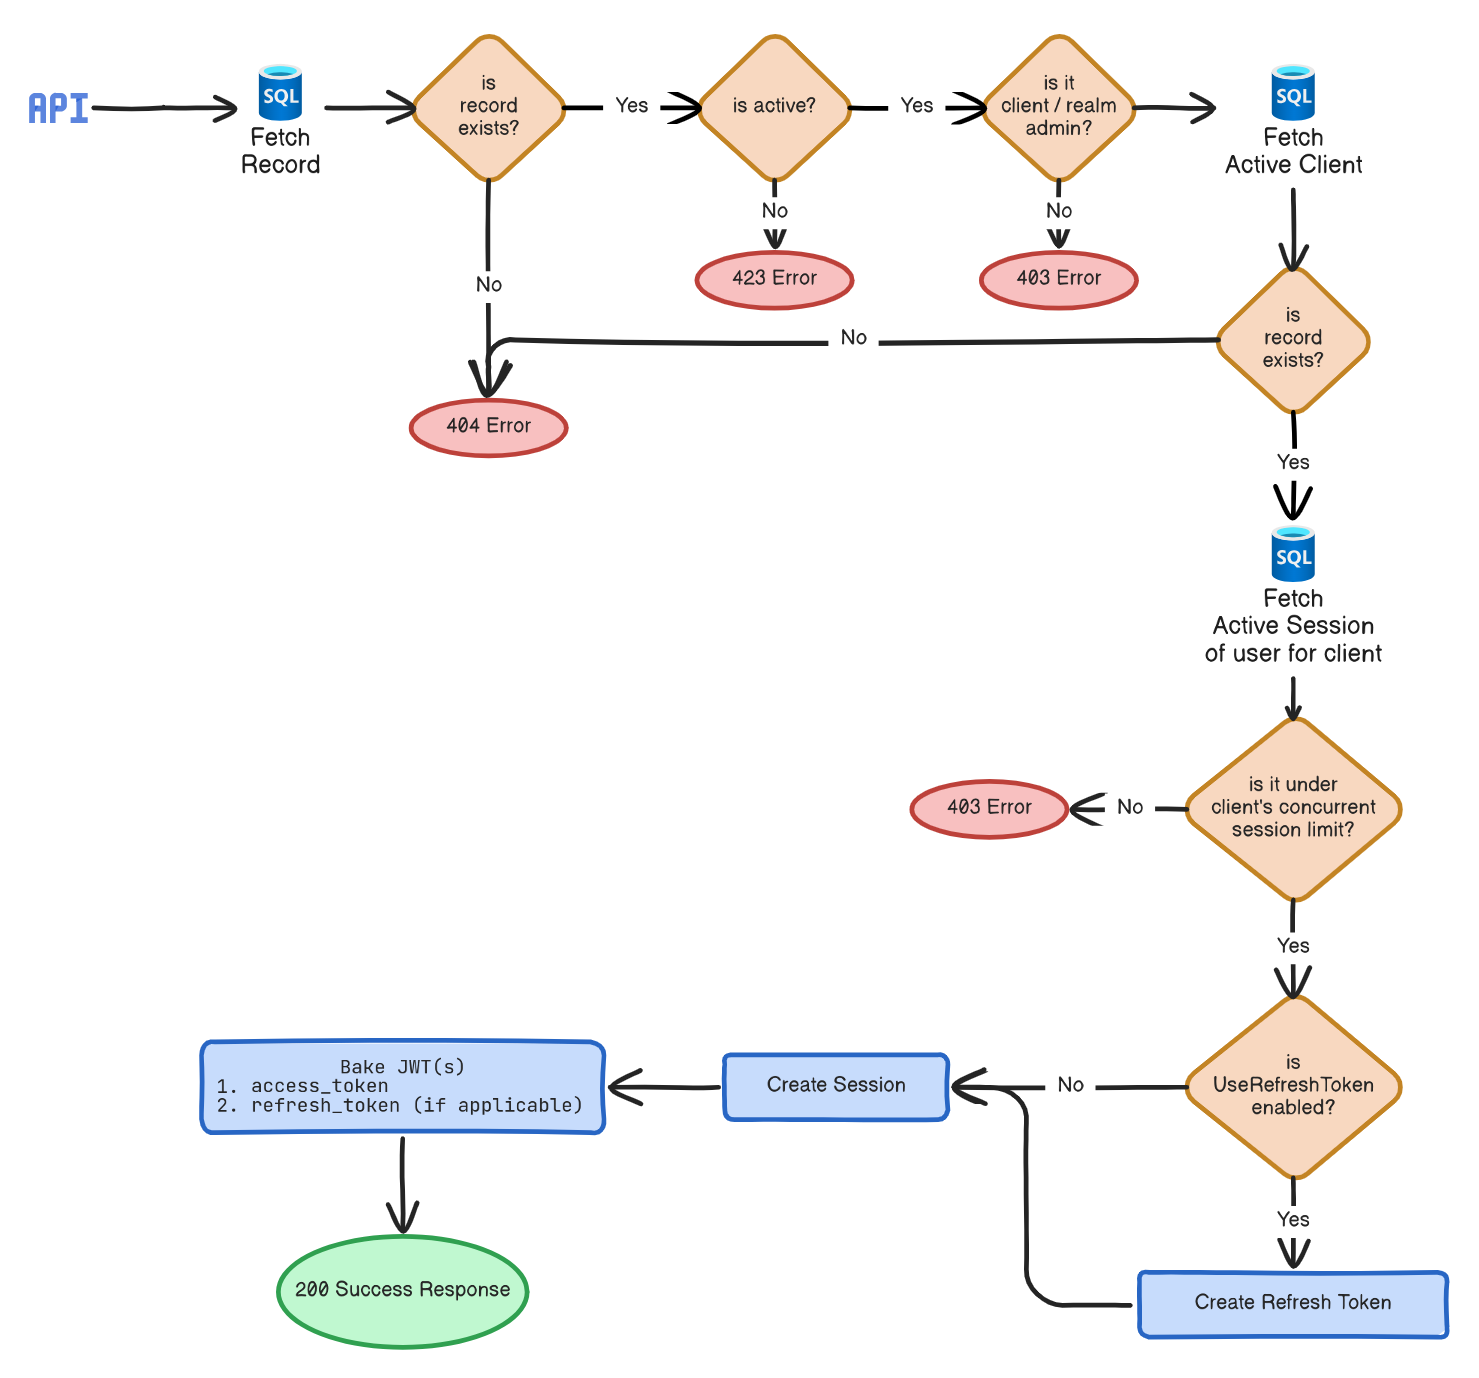 API
SQL
Fetch
Record
is
record
exists?
Yes
is active?
Yes
is it
client / realm
admin?
SQL
Fetch
Active Client
No
423 Error
No
403 Error
No
404 Error
No
is
record
exists?
Yes
SQL
Fetch
Active Session
of user for client
is it under
client's concurrent
session limit?
No
403 Error
Yes
is
UseRefreshToken
enabled?
No
Yes
Create Refresh Token
Create Session
Bake JWT(s)
1. access_token
2. refresh_token (if applicable)
200 Success Response